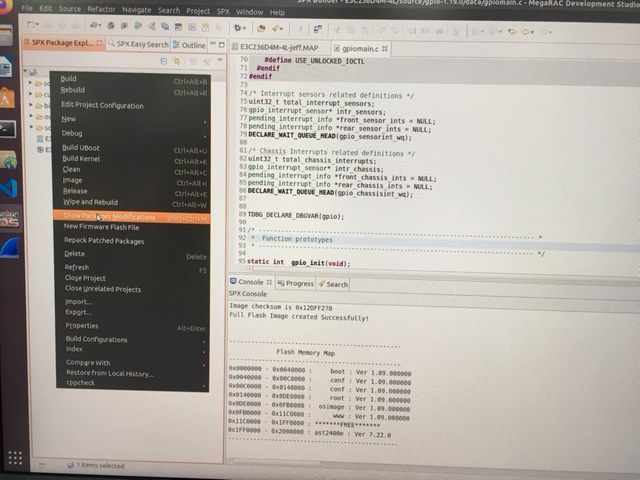 SPX Builder - E3C236D4M-4L/source/gpio-1.19.0/data/gpiomain.c - MegaRAC Development Studio
File Edit Source Refactor Navigate Search Project SPX Window Help
SPX Package Expl... SPX Easy Search Outline
E3C236D4M-4L-Jeff.MAP gpiomain.c
Build Ctrl+Alt+B
Rebuild Ctrl+Alt+R
Edit Project Configuration
New
Debug
Build UBoot Ctrl+Alt+U
Build Kernel Ctrl+Alt+K
Clean Ctrl+Alt+C
Image Ctrl+Alt+I
Release Ctrl+Alt+E
Wipe and Rebuild Ctrl+Alt+W
Show Packages Modifications Shift+Ctrl+M
New Firmware Flash File
Repack Patched Packages
Delete Delete
Refresh F5
Close Project
Close Unrelated Projects
Import...
Export...
Properties Alt+Enter
Build Configurations
Index
Compare With
Restore from Local History...
cppcheck
1 items selected
70 #define USE_UNLOCKED_IOCTL
71 #endif
72 #endif
73
74 /* Interrupt sensors related definitions */
75 uint32_t total_interrupt_sensors;
76 gpio_interrupt_sensor* intr_sensors;
77 pending_interrupt_info *front_sensor_ints = NULL;
78 pending_interrupt_info *rear_sensor_ints = NULL;
79 DECLARE_WAIT_QUEUE_HEAD(gpio_sensorint_wq);
80
81 /* Chassis Interrupts related definitions */
82 uint32_t total_chassis_interrupts;
83 gpio_interrupt_sensor* intr_chassis;
84 pending_interrupt_info *front_chassis_ints = NULL;
85 pending_interrupt_info *rear_chassis_ints = NULL;
86 DECLARE_WAIT_QUEUE_HEAD(gpio_chassisint_wq);
87
88
89 TDBG_DECLARE_DBGVAR(gpio);
90
91 /* -------------------------------------------------- *
92 * Function prototypes
93 * -------------------------------------------------- */
94
95 static int gpio_init(void);
Console Progress Search
SPX Console
Image checksum is 0x12DFF278
Full Flash Image created Successfully!
--------------------------------------------------
Flash Memory Map
--------------------------------------------------
0x0000000 - 0x0040000 : boot : Ver 1.09.000000
0x0040000 - 0x00C0000 : conf : Ver 1.09.000000
0x00C0000 - 0x0140000 : conf : Ver 1.09.000000
0x0140000 - 0x0DE0000 : root : Ver 1.09.000000
0x0DE0000 - 0x0FB0000 : osimage : Ver 1.09.000000
0x0FB0000 - 0x11C0000 : www : Ver 1.09.000000
0x11C0000 - 0x1FF0000 : *******FREE*******
0x1FF0000 - 0x2000000 : ast2400e : Ver 7.22.0
--------------------------------------------------